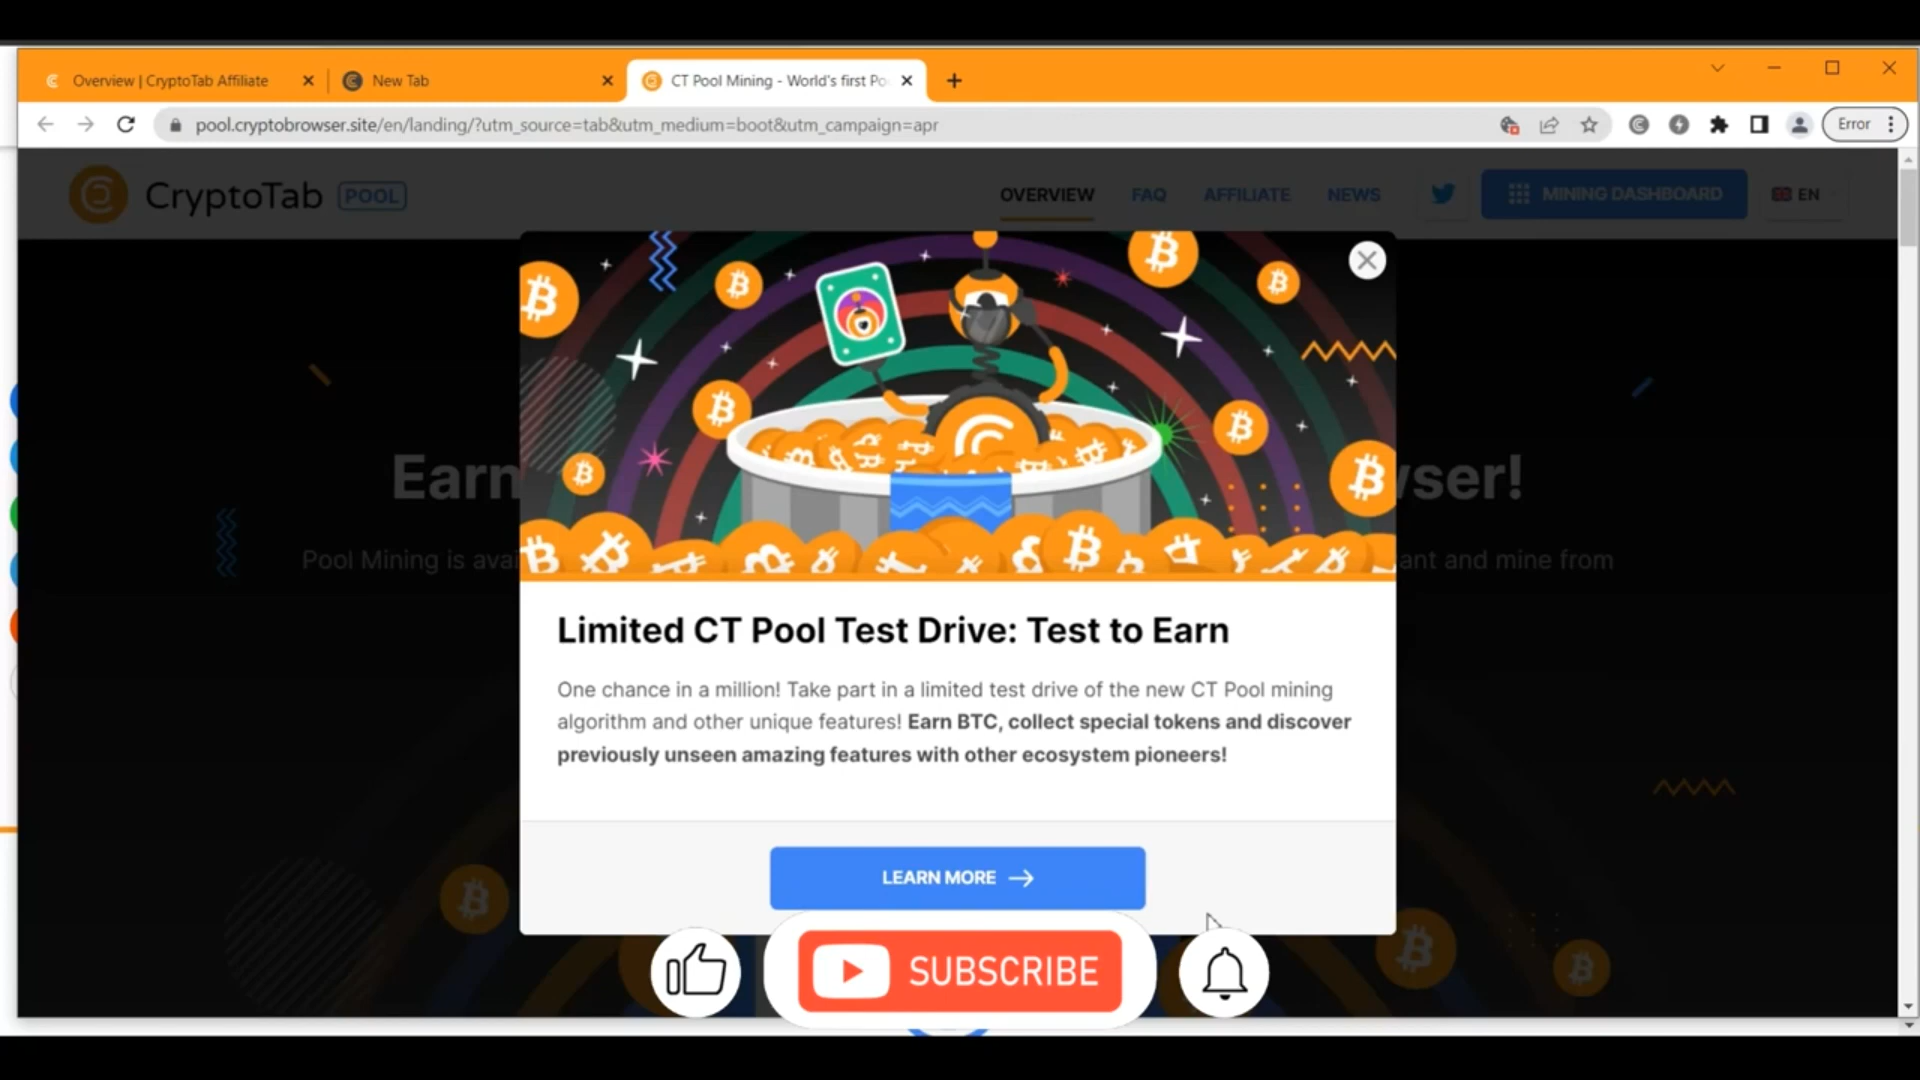 Overview | CryptoTab Affiliate
New Tab
CT Pool Mining - World's first Po
pool.cryptobrowser.site/en/landing/?utm_source=tab&utm_medium=boot&utm_campaign=apr
Error
CryptoTab POOL
OVERVIEW
FAQ
AFFILIATE
NEWS
MINING DASHBOARD
EN
Earn
wser!
Pool Mining is avai
ant and mine from
Limited CT Pool Test Drive: Test to Earn
One chance in a million! Take part in a limited test drive of the new CT Pool mining
algorithm and other unique features! Earn BTC, collect special tokens and discover
previously unseen amazing features with other ecosystem pioneers!
LEARN MORE →
SUBSCRIBE